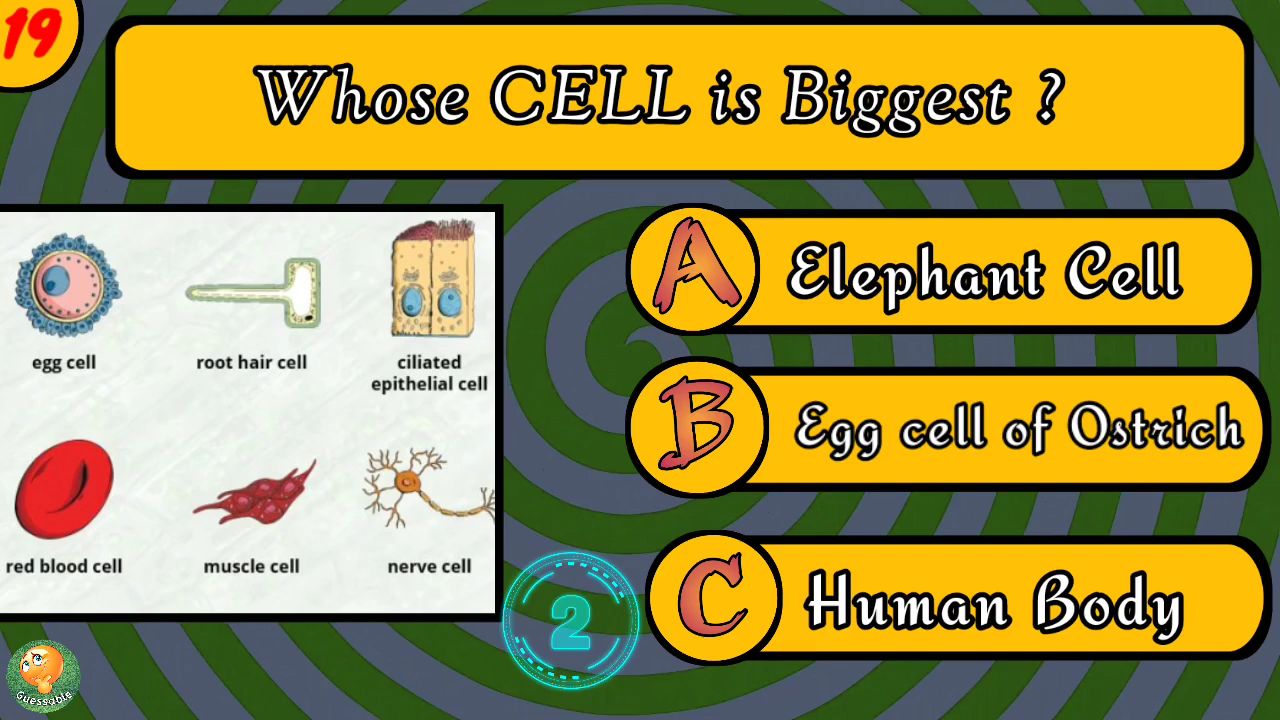 19
Whose CELL is Biggest ?
egg cell
root hair cell
ciliated
epithelial cell
red blood cell
muscle cell
nerve cell
A
Elephant Cell
B
Egg cell of Ostrich
C
Human Body
2
Guessable